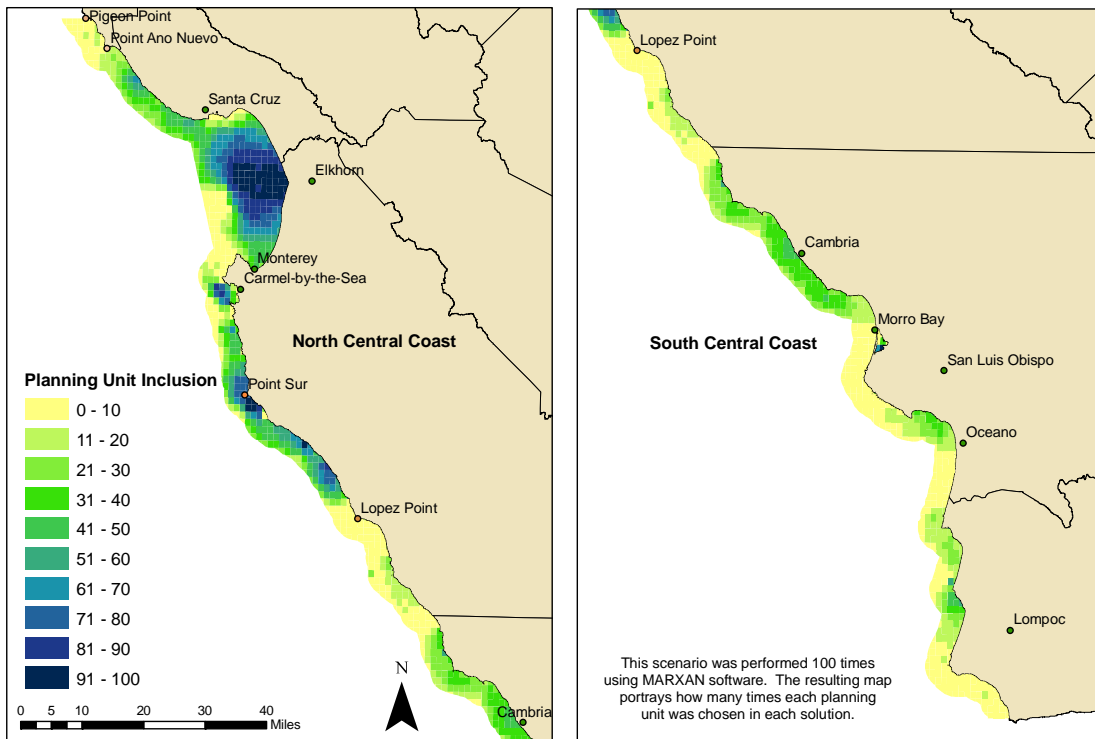 Pigeon Point
Point Ano Nuevo
Santa Cruz
Elkhorn
Monterey
Carmel-by-the-Sea
North Central Coast
Planning Unit Inclusion
0 - 10
11 - 20
21 - 30
31 - 40
41 - 50
51 - 60
61 - 70
71 - 80
81 - 90
91 - 100
Point Sur
Lopez Point
N
Cambria
0 5 10 20 30 40
Miles
Lopez Point
Cambria
Morro Bay
South Central Coast
San Luis Obispo
Oceano
Lompoc
This scenario was performed 100 times
using MARXAN software. The resulting map
portrays how many times each planning
unit was chosen in each solution.